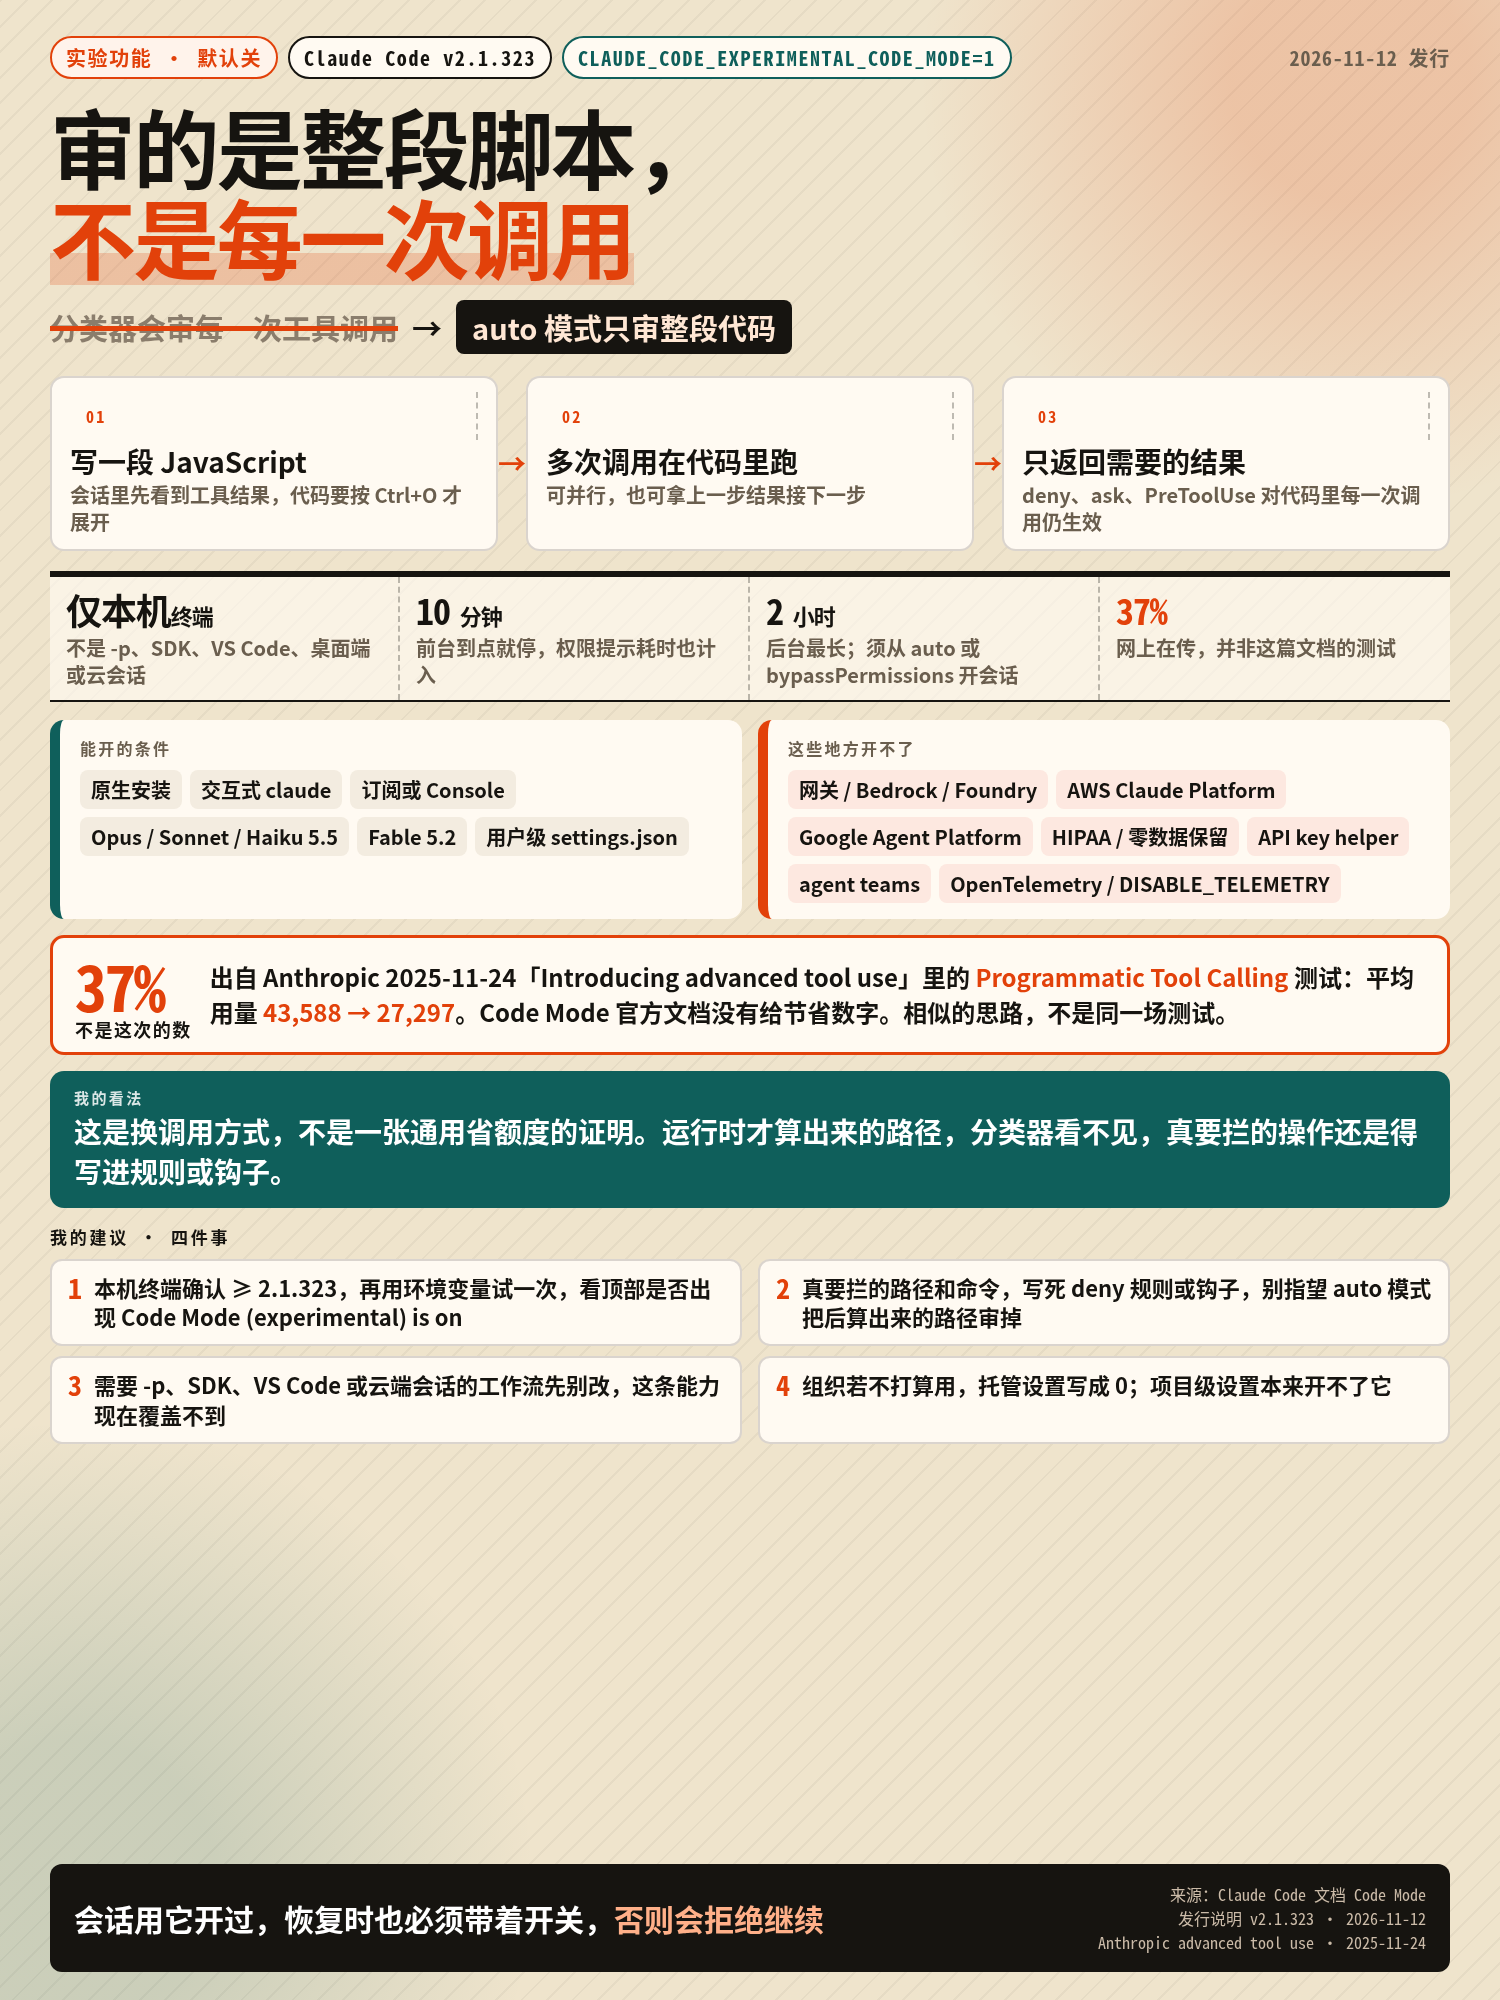 实验功能 · 默认关
Claude Code v2.1.323
CLAUDE_CODE_EXPERIMENTAL_CODE_MODE=1
2026-11-12 发行
审的是整段脚本，
不是每一次调用
分类器会审每一次工具调用 → auto 模式只审整段代码
01
写一段 JavaScript
会话里先看到工具结果，代码要按 Ctrl+O 才
展开
→
02
多次调用在代码里跑
可并行，也可拿上一步结果接下一步
→
03
只返回需要的结果
deny、ask、PreToolUse 对代码里每一次调
用仍生效
仅本机终端
不是 -p、SDK、VS Code、桌面端
或云会话
10 分钟
前台到点就停，权限提示耗时也计
入
2 小时
后台最长；须从 auto 或
bypassPermissions 开会话
37%
网上在传，并非这篇文档的测试
能开的条件
原生安装 交互式 claude 订阅或 Console
Opus / Sonnet / Haiku 5.5 Fable 5.2 用户级 settings.json
这些地方开不了
网关 / Bedrock / Foundry AWS Claude Platform
Google Agent Platform HIPAA / 零数据保留 API key helper
agent teams OpenTelemetry / DISABLE_TELEMETRY
37%
不是这次的数
出自 Anthropic 2025-11-24「Introducing advanced tool use」里的 Programmatic Tool Calling 测试：平均
用量 43,588 → 27,297。Code Mode 官方文档没有给节省数字。相似的思路，不是同一场测试。
我的看法
这是换调用方式，不是一张通用省额度的证明。运行时才算出来的路径，分类器看不见，真要拦的操作还是得
写进规则或钩子。
我的建议 · 四件事
1 本机终端确认 ≥ 2.1.323，再用环境变量试一次，看顶部是否出
现 Code Mode (experimental) is on
2 真要拦的路径和命令，写死 deny 规则或钩子，别指望 auto 模式
把后算出来的路径审掉
3 需要 -p、SDK、VS Code 或云端会话的工作流先别改，这条能力
现在覆盖不到
4 组织若不打算用，托管设置写成 0；项目级设置本来开不了它
会话用它开过，恢复时也必须带着开关，否则会拒绝继续
来源：Claude Code 文档 Code Mode
发行说明 v2.1.323 · 2026-11-12
Anthropic advanced tool use · 2025-11-24